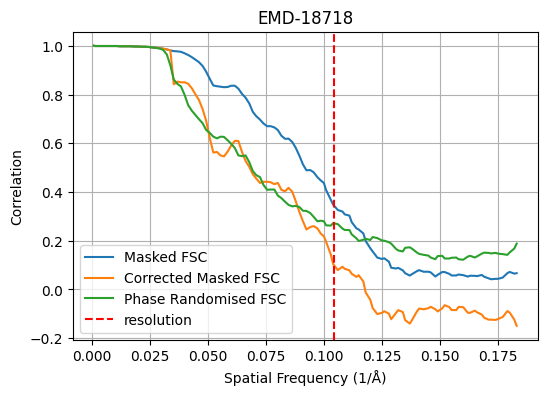 EMD-18718
1.0
0.8
0.6
0.4
0.2
0.0
−0.2
Correlation
Masked FSC
Corrected Masked FSC
Phase Randomised FSC
resolution
0.000 0.025 0.050 0.075 0.100 0.125 0.150 0.175
Spatial Frequency (1/Å)